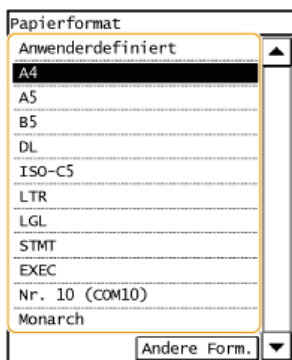 Papierformat
Anwenderdefiniert
A4
A5
B5
DL
ISO-C5
LTR
LGL
STMT
EXEC
Nr. 10 (COM10)
Monarch
Andere Form.